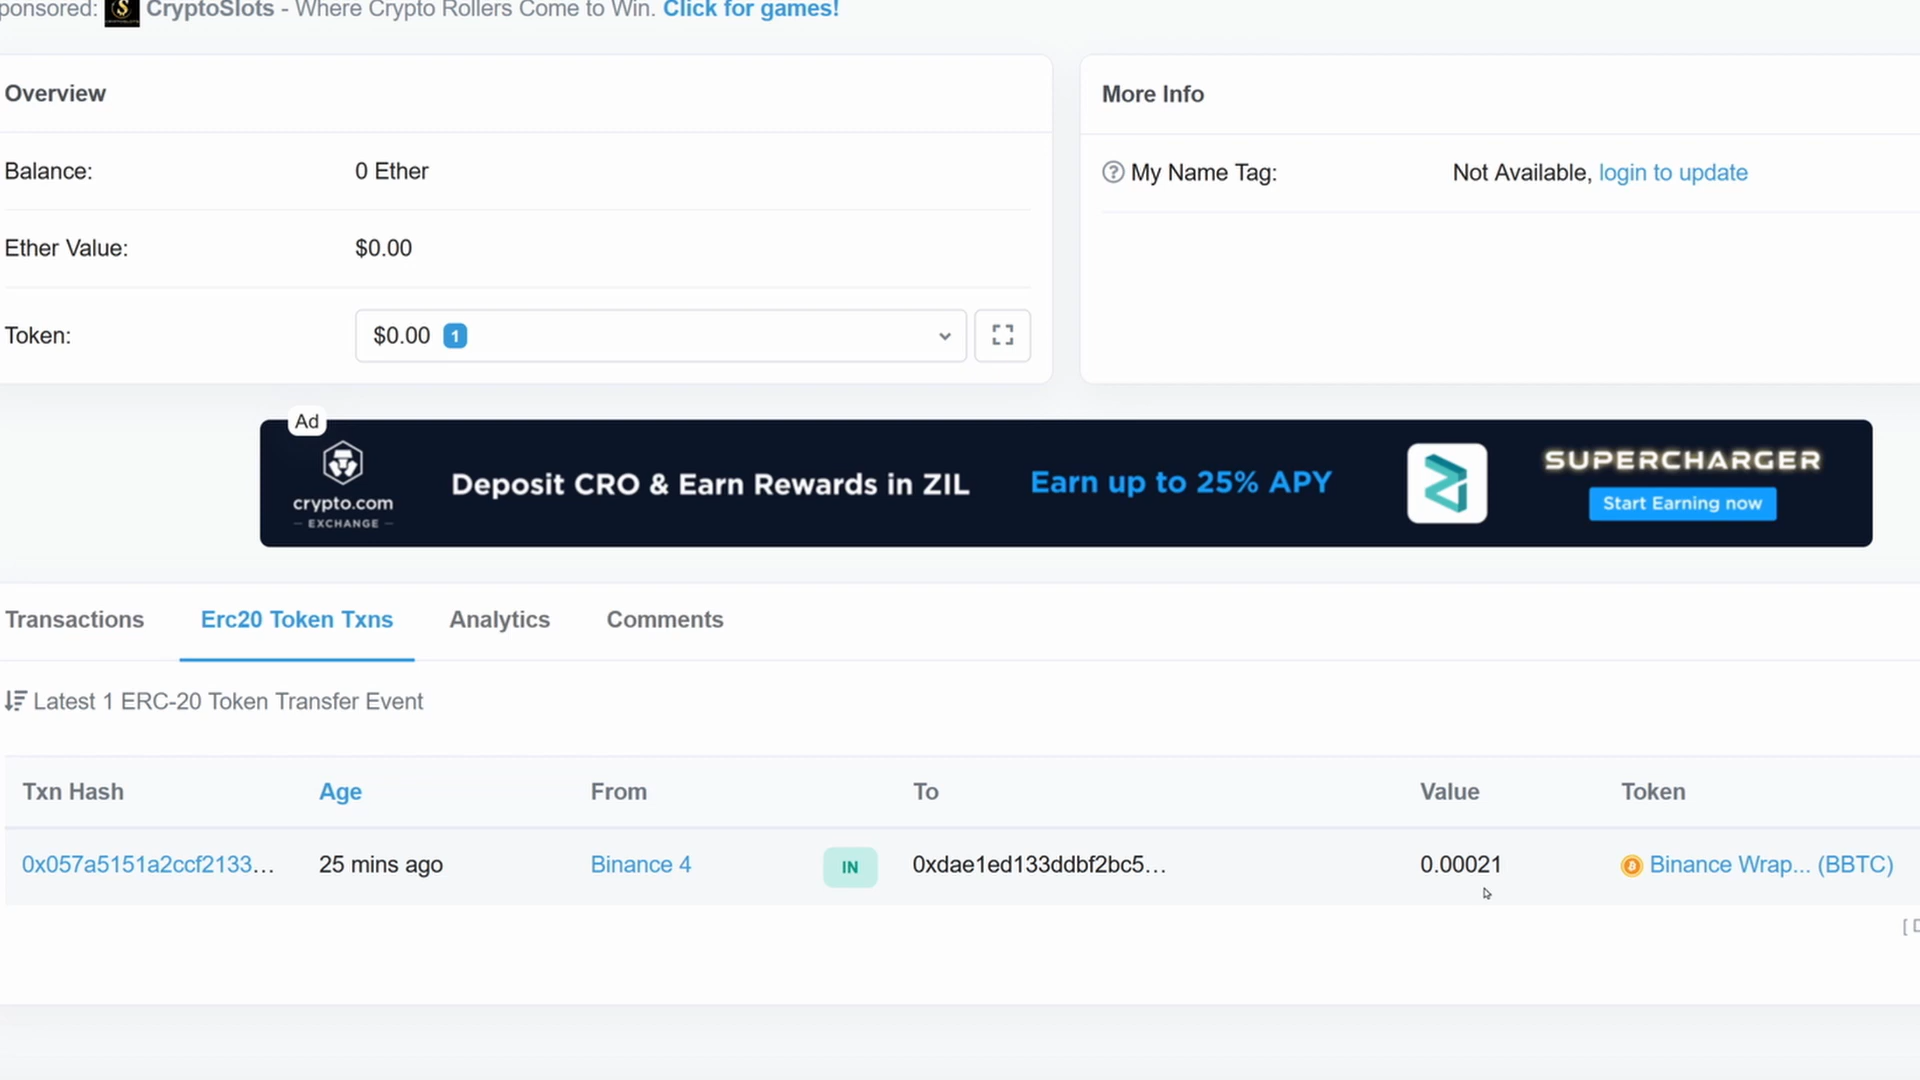 ponsored: CryptoSlots - Where Crypto Rollers Come to Win. Click for games!
Overview
More Info
Balance: 0 Ether
My Name Tag: Not Available, login to update
Ether Value: $0.00
Token: $0.00 1
Ad
crypto.com
EXCHANGE
Deposit CRO & Earn Rewards in ZIL
Earn up to 25% APY
SUPERCHARGER
Start Earning now
Transactions Erc20 Token Txns Analytics Comments
Latest 1 ERC-20 Token Transfer Event
Txn Hash Age From To Value Token
0x057a5151a2ccf2133... 25 mins ago Binance 4 IN 0xdae1ed133ddbf2bc5... 0.00021 Binance Wrap... (BBTC)